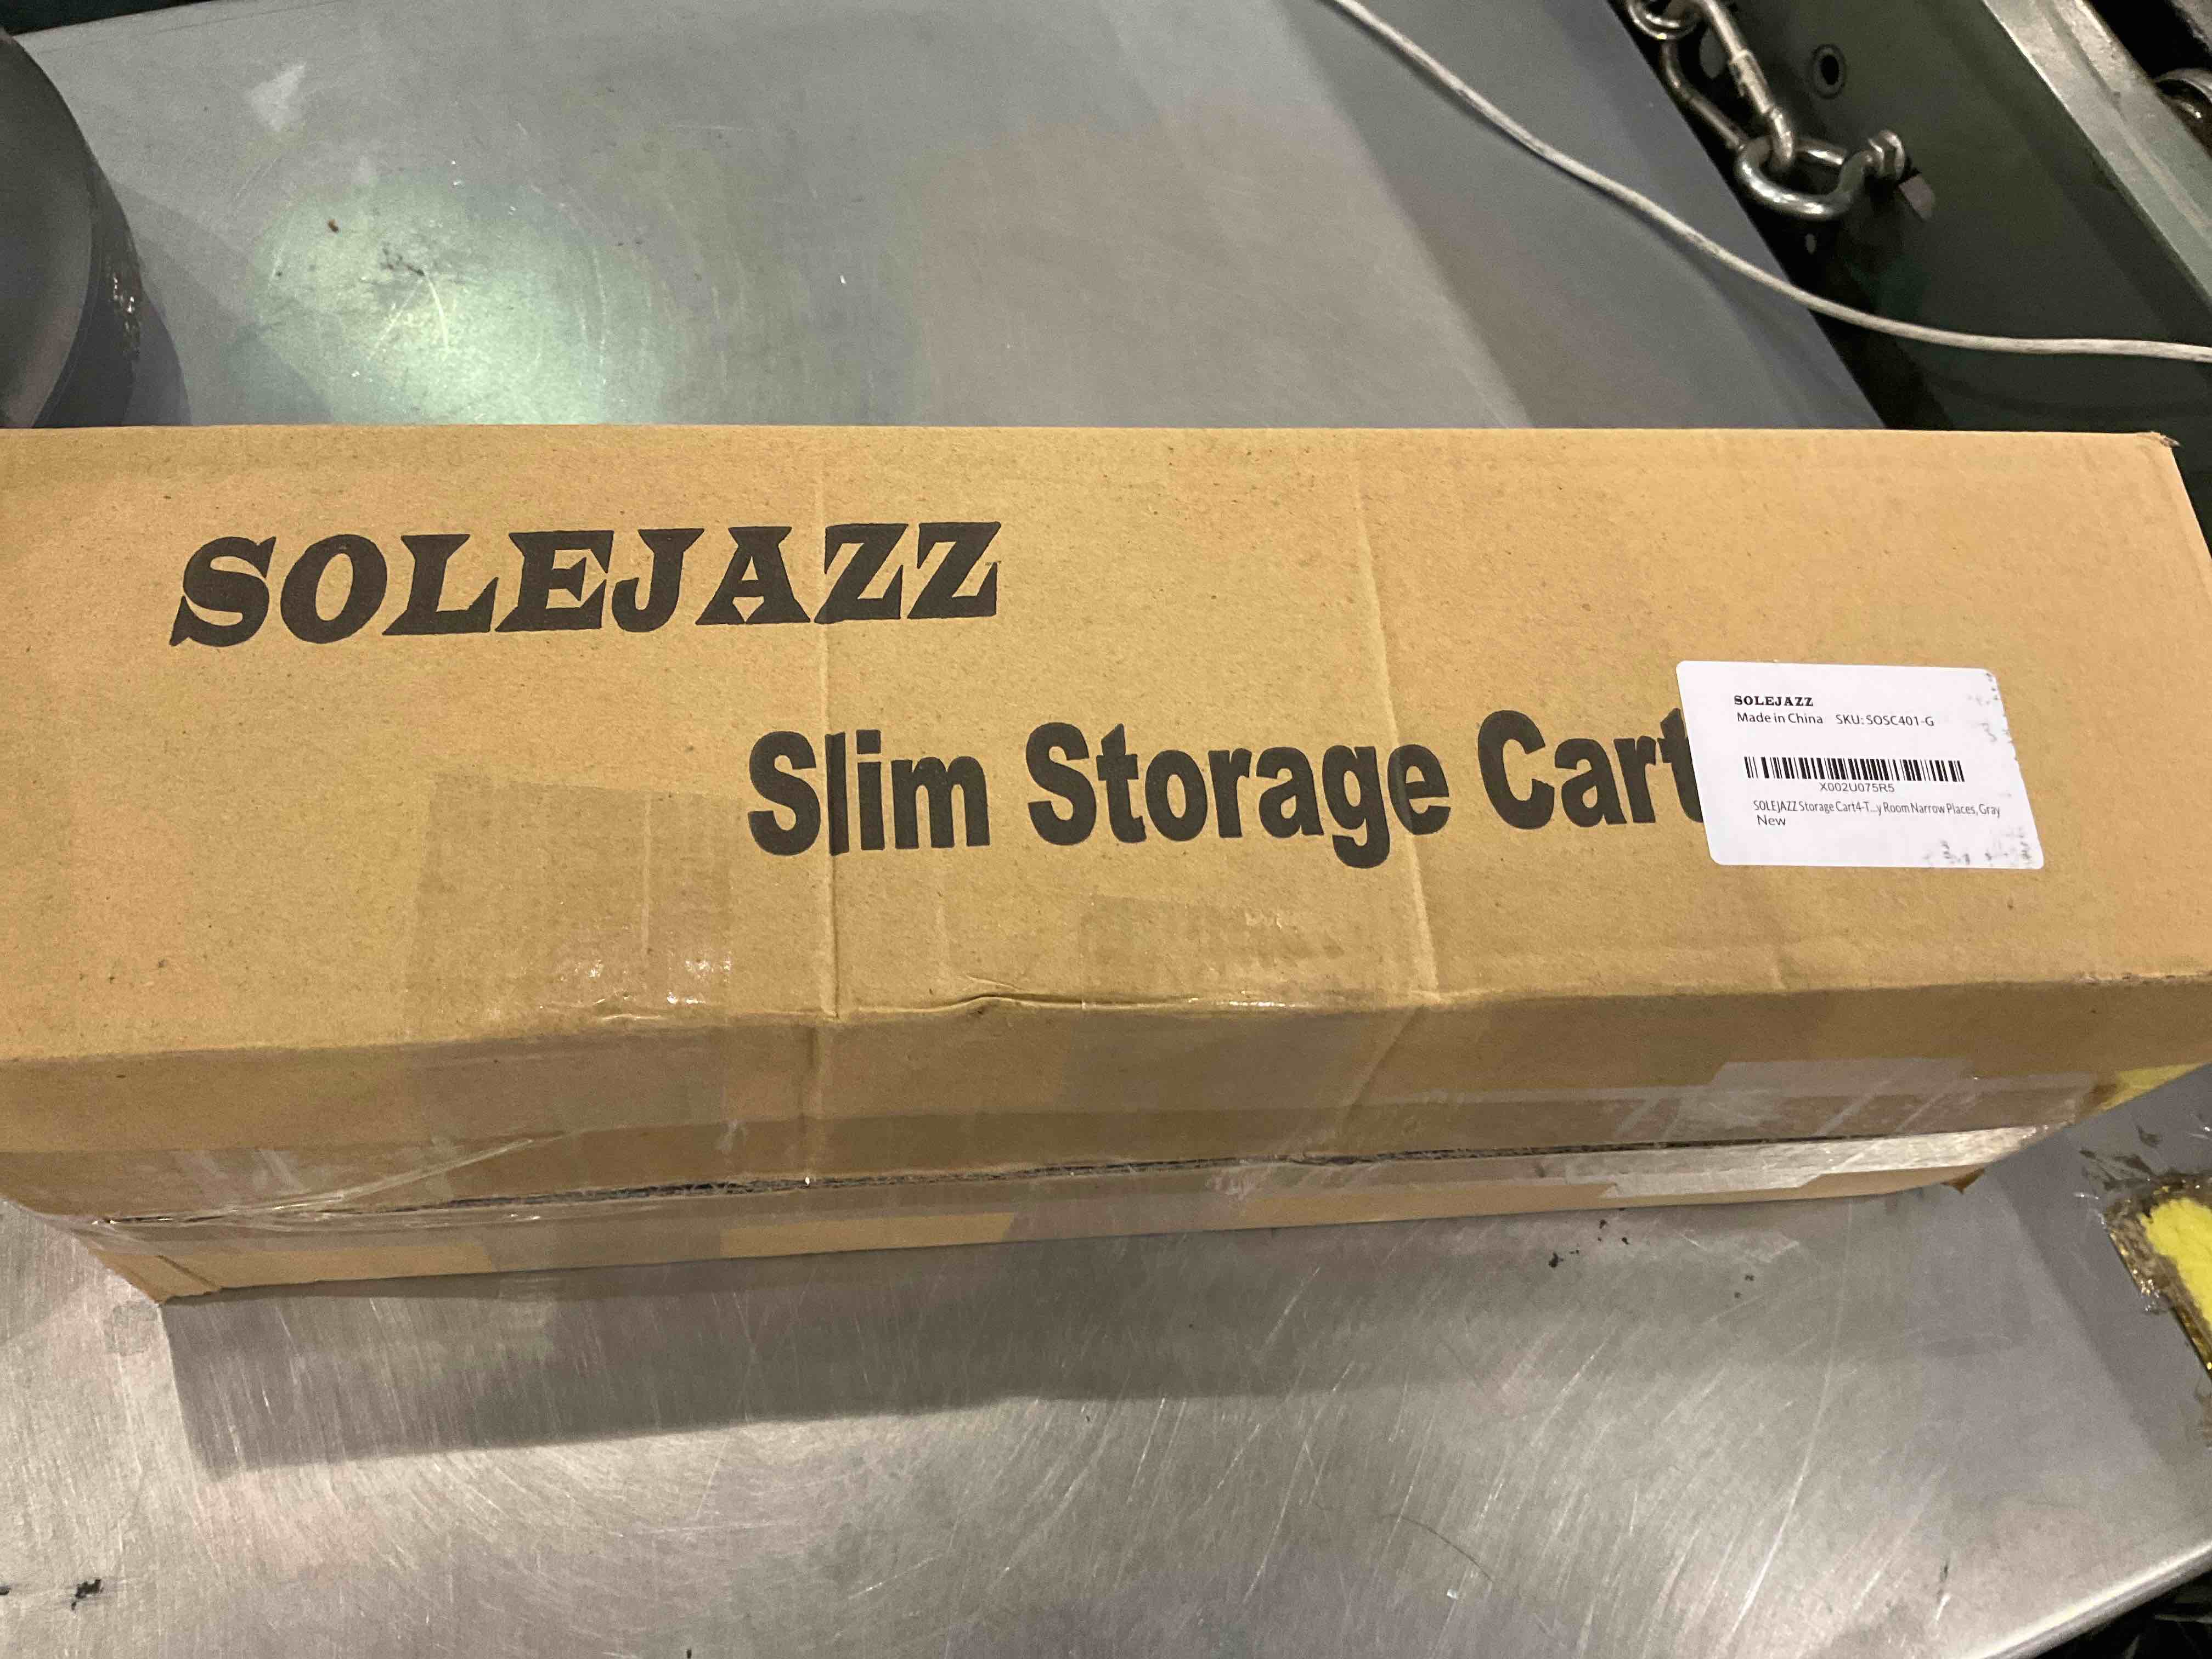 SOLEJAZZ
Slim Storage Cart
SOLEJAZZ
Made in China SKU: SOSC401-G
X002U075R5
SOLEJAZZ Storage Cart4-T...y Room Narrow Places, Gray
New